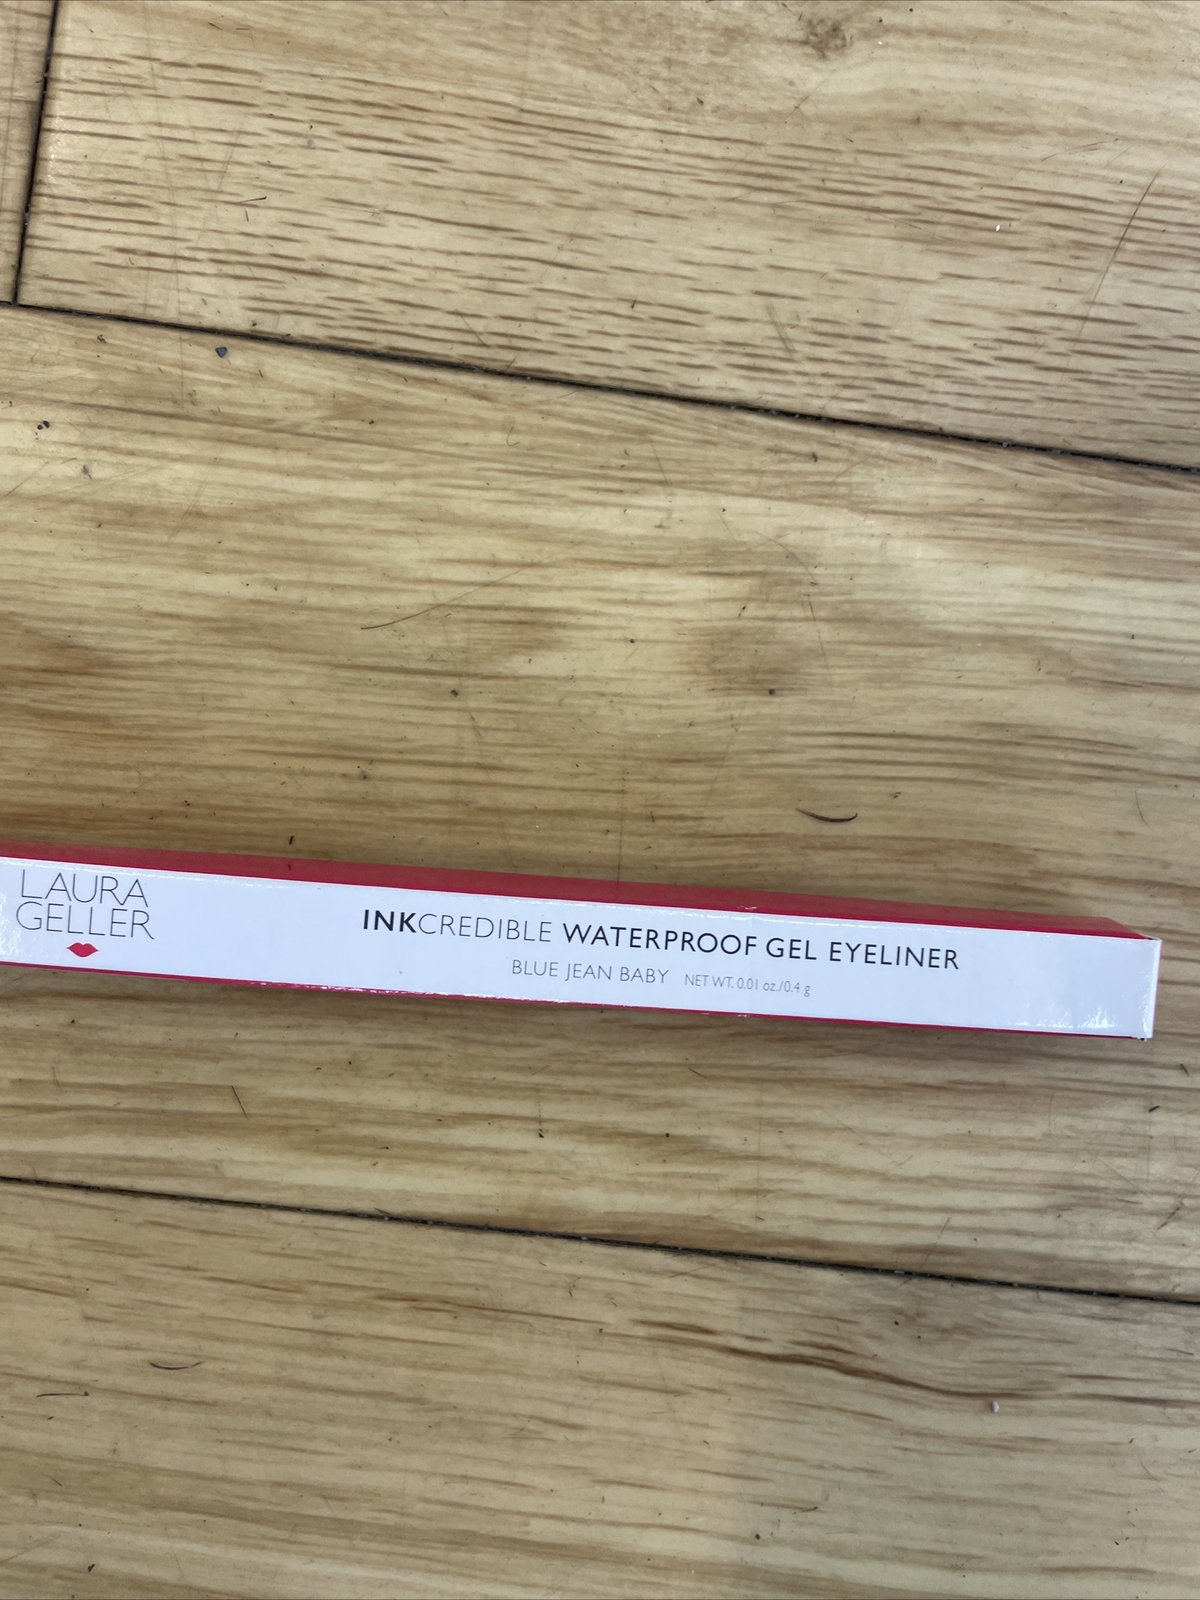 LAURA
GELLER
INKCREDIBLE WATERPROOF GEL EYELINER
BLUE JEAN BABY NET WT. 0.01 oz./0.4 g